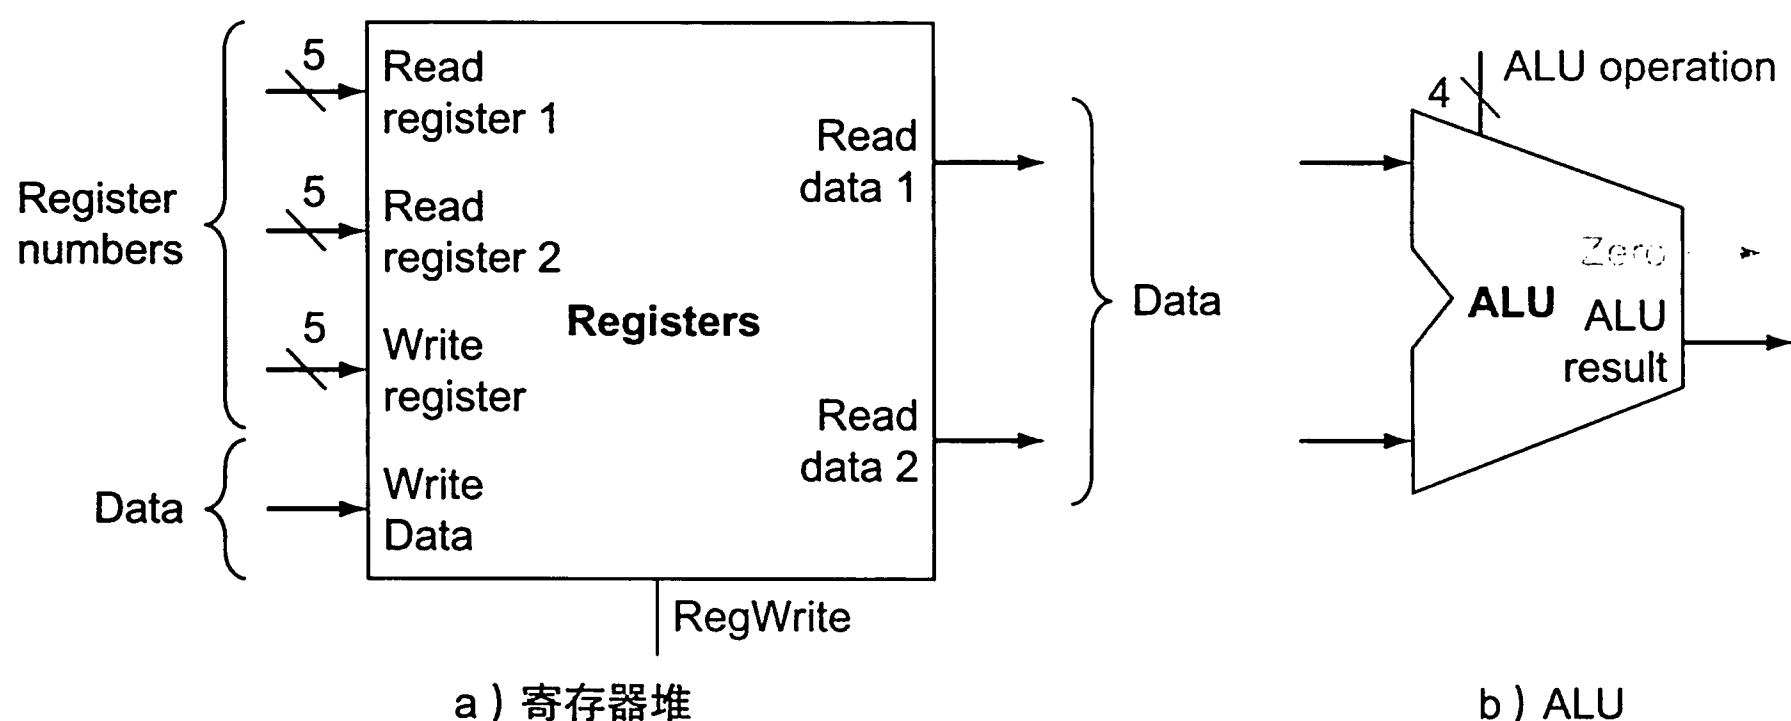 Register
numbers
Data
5
Read
register 1
5
Read
register 2
5
Write
register
Write
Data
Registers
Read
data 1
Read
data 2
RegWrite
Data
a ) 寄存器堆
4
ALU operation
Zero
ALU
ALU
result
b ) ALU